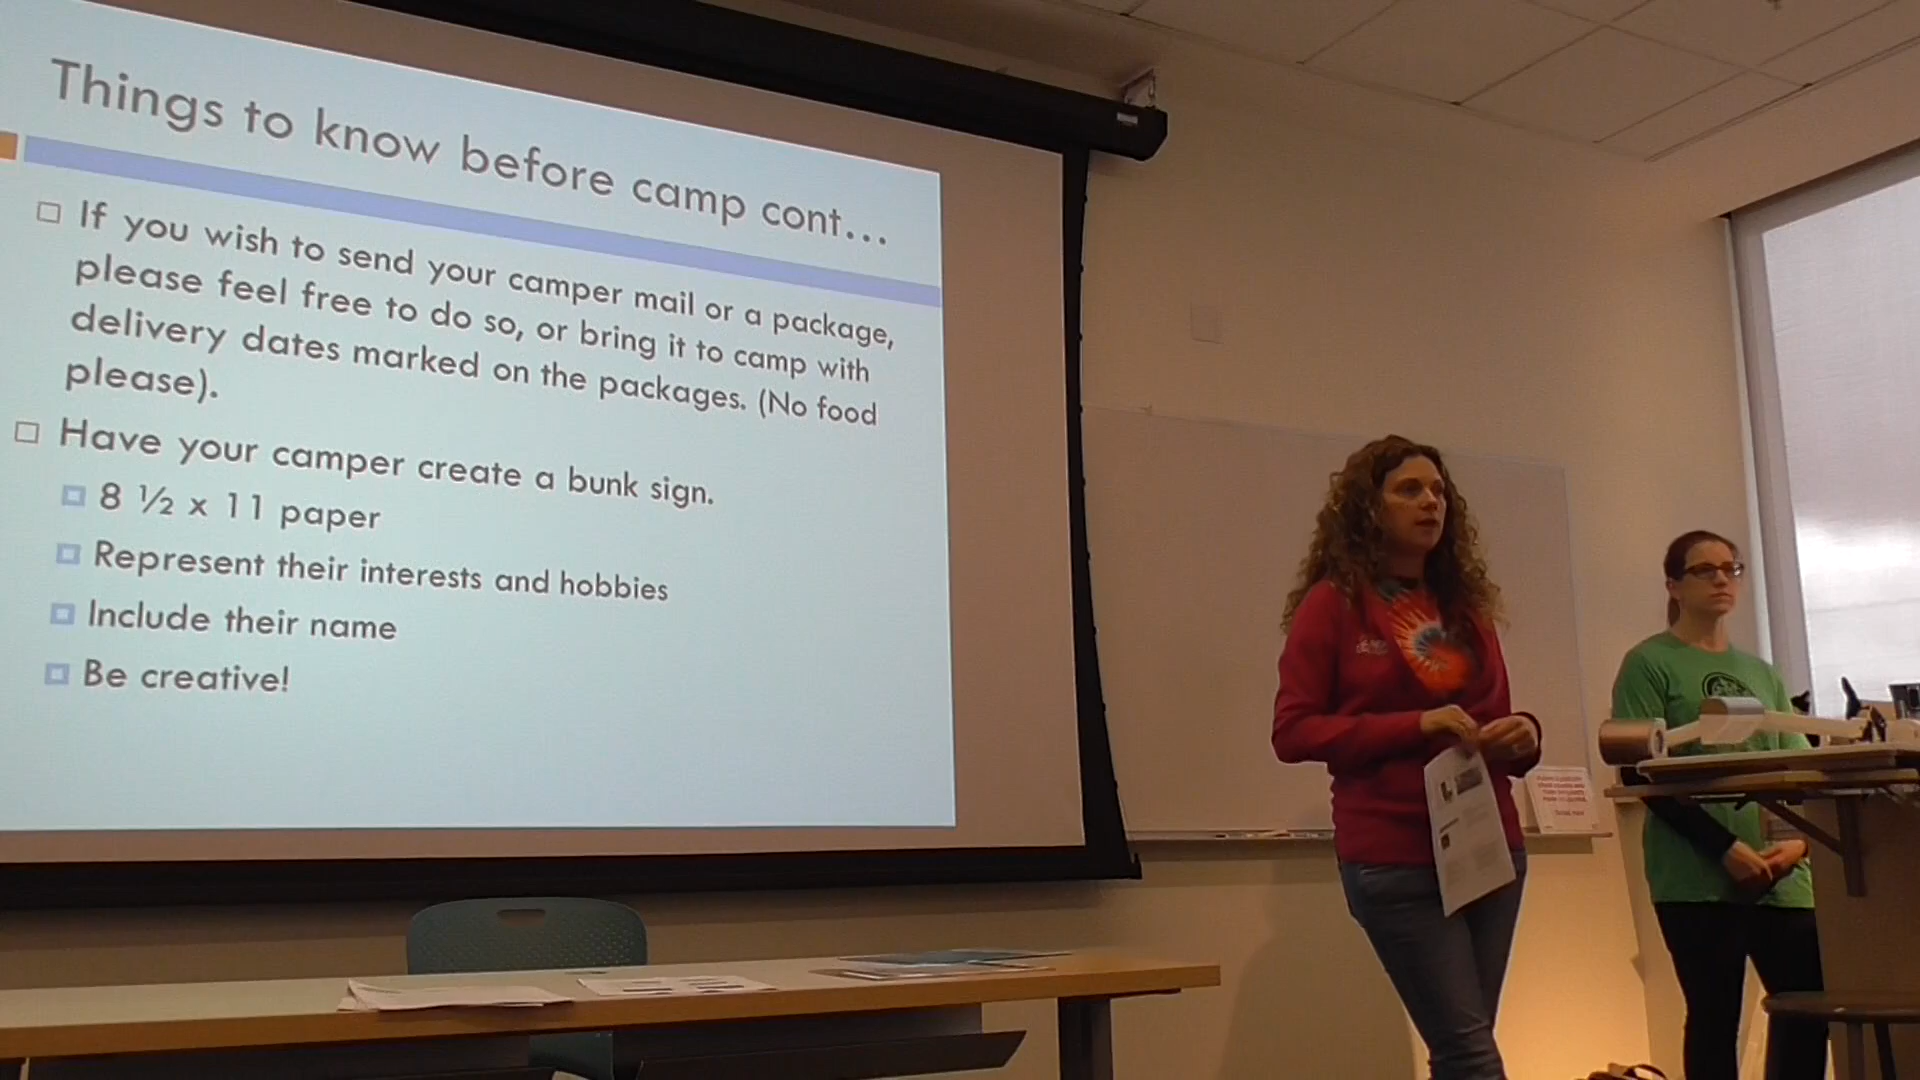 Things to know before camp cont...
If you wish to send your camper mail or a package,
please feel free to do so, or bring it to camp with
delivery dates marked on the packages. (No food
please).
Have your camper create a bunk sign.
8 ½ x 11 paper
Represent their interests and hobbies
Include their name
Be creative!